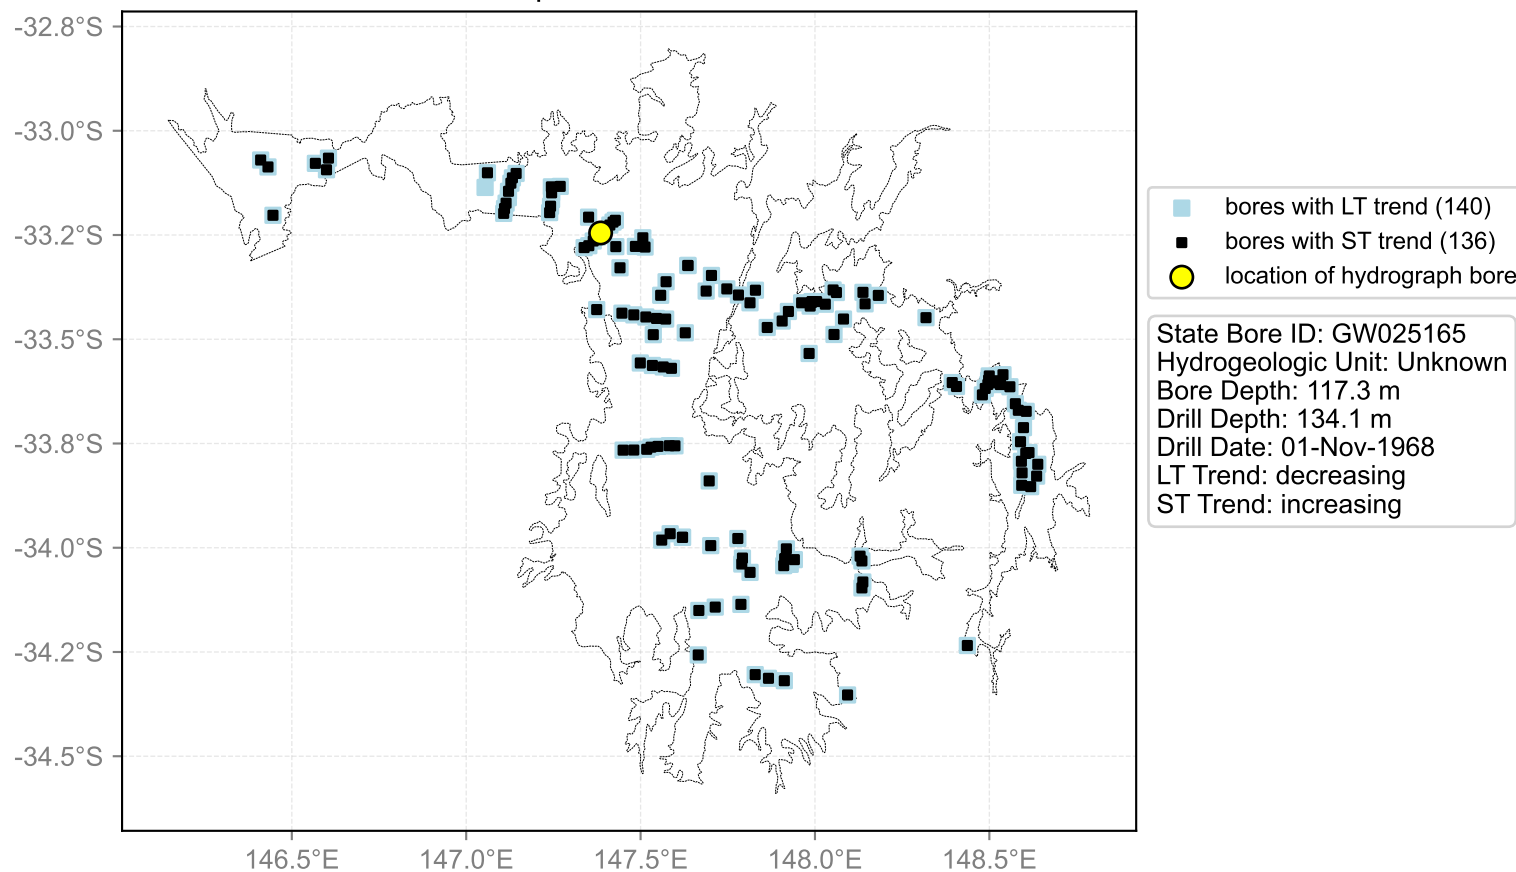 -32.8°S
-33.0°S
-33.2°S
-33.5°S
-33.8°S
-34.0°S
-34.2°S
-34.5°S
146.5°E
147.0°E
147.5°E
148.0°E
148.5°E
bores with LT trend (140)
bores with ST trend (136)
location of hydrograph bore
State Bore ID: GW025165
Hydrogeologic Unit: Unknown
Bore Depth: 117.3 m
Drill Depth: 134.1 m
Drill Date: 01-Nov-1968
LT Trend: decreasing
ST Trend: increasing